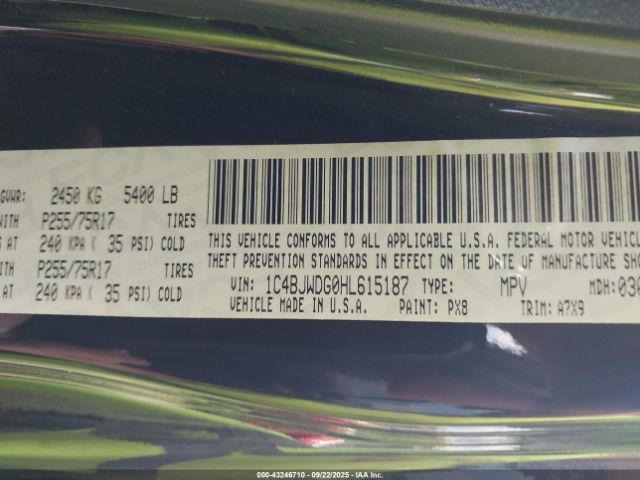 GVWR: 2450 KG 5400 LB
WITH P255/75R17 TIRES
S AT 240 KPA ( 35 PSI) COLD
WITH P255/75R17 TIRES
AT 240 KPA ( 35 PSI) COLD
THIS VEHICLE CONFORMS TO ALL APPLICABLE U.S.A. FEDERAL MOTOR VEHICLE
THEFT PREVENTION STANDARDS IN EFFECT ON THE DATE OF MANUFACTURE SHO
VIN: 1C4BJWDG0HL615187 TYPE: MPV MDH: 030
VEHICLE MADE IN U.S.A. PAINT: PX8 TRIM: A7X9
000-43246710 - 09/22/2025 - IAA Inc.